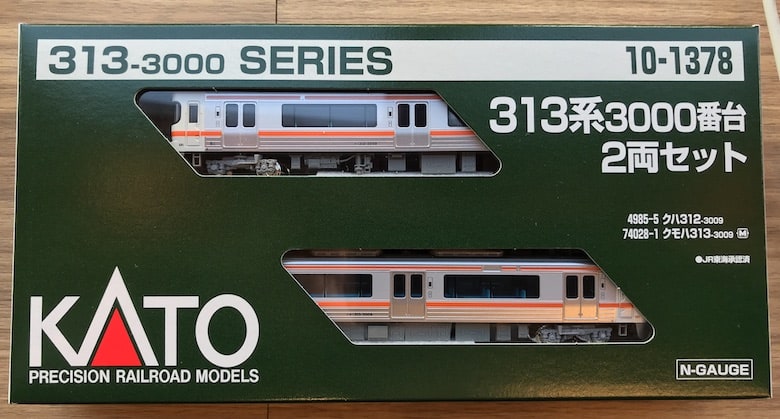 313-3000 SERIES
10-1378
313系3000番台
2両セット
4985-5 クハ312-3009
74028-1 クモハ313-3009 M
●JR東海承認済
KATO
PRECISION RAILROAD MODELS
N-GAUGE